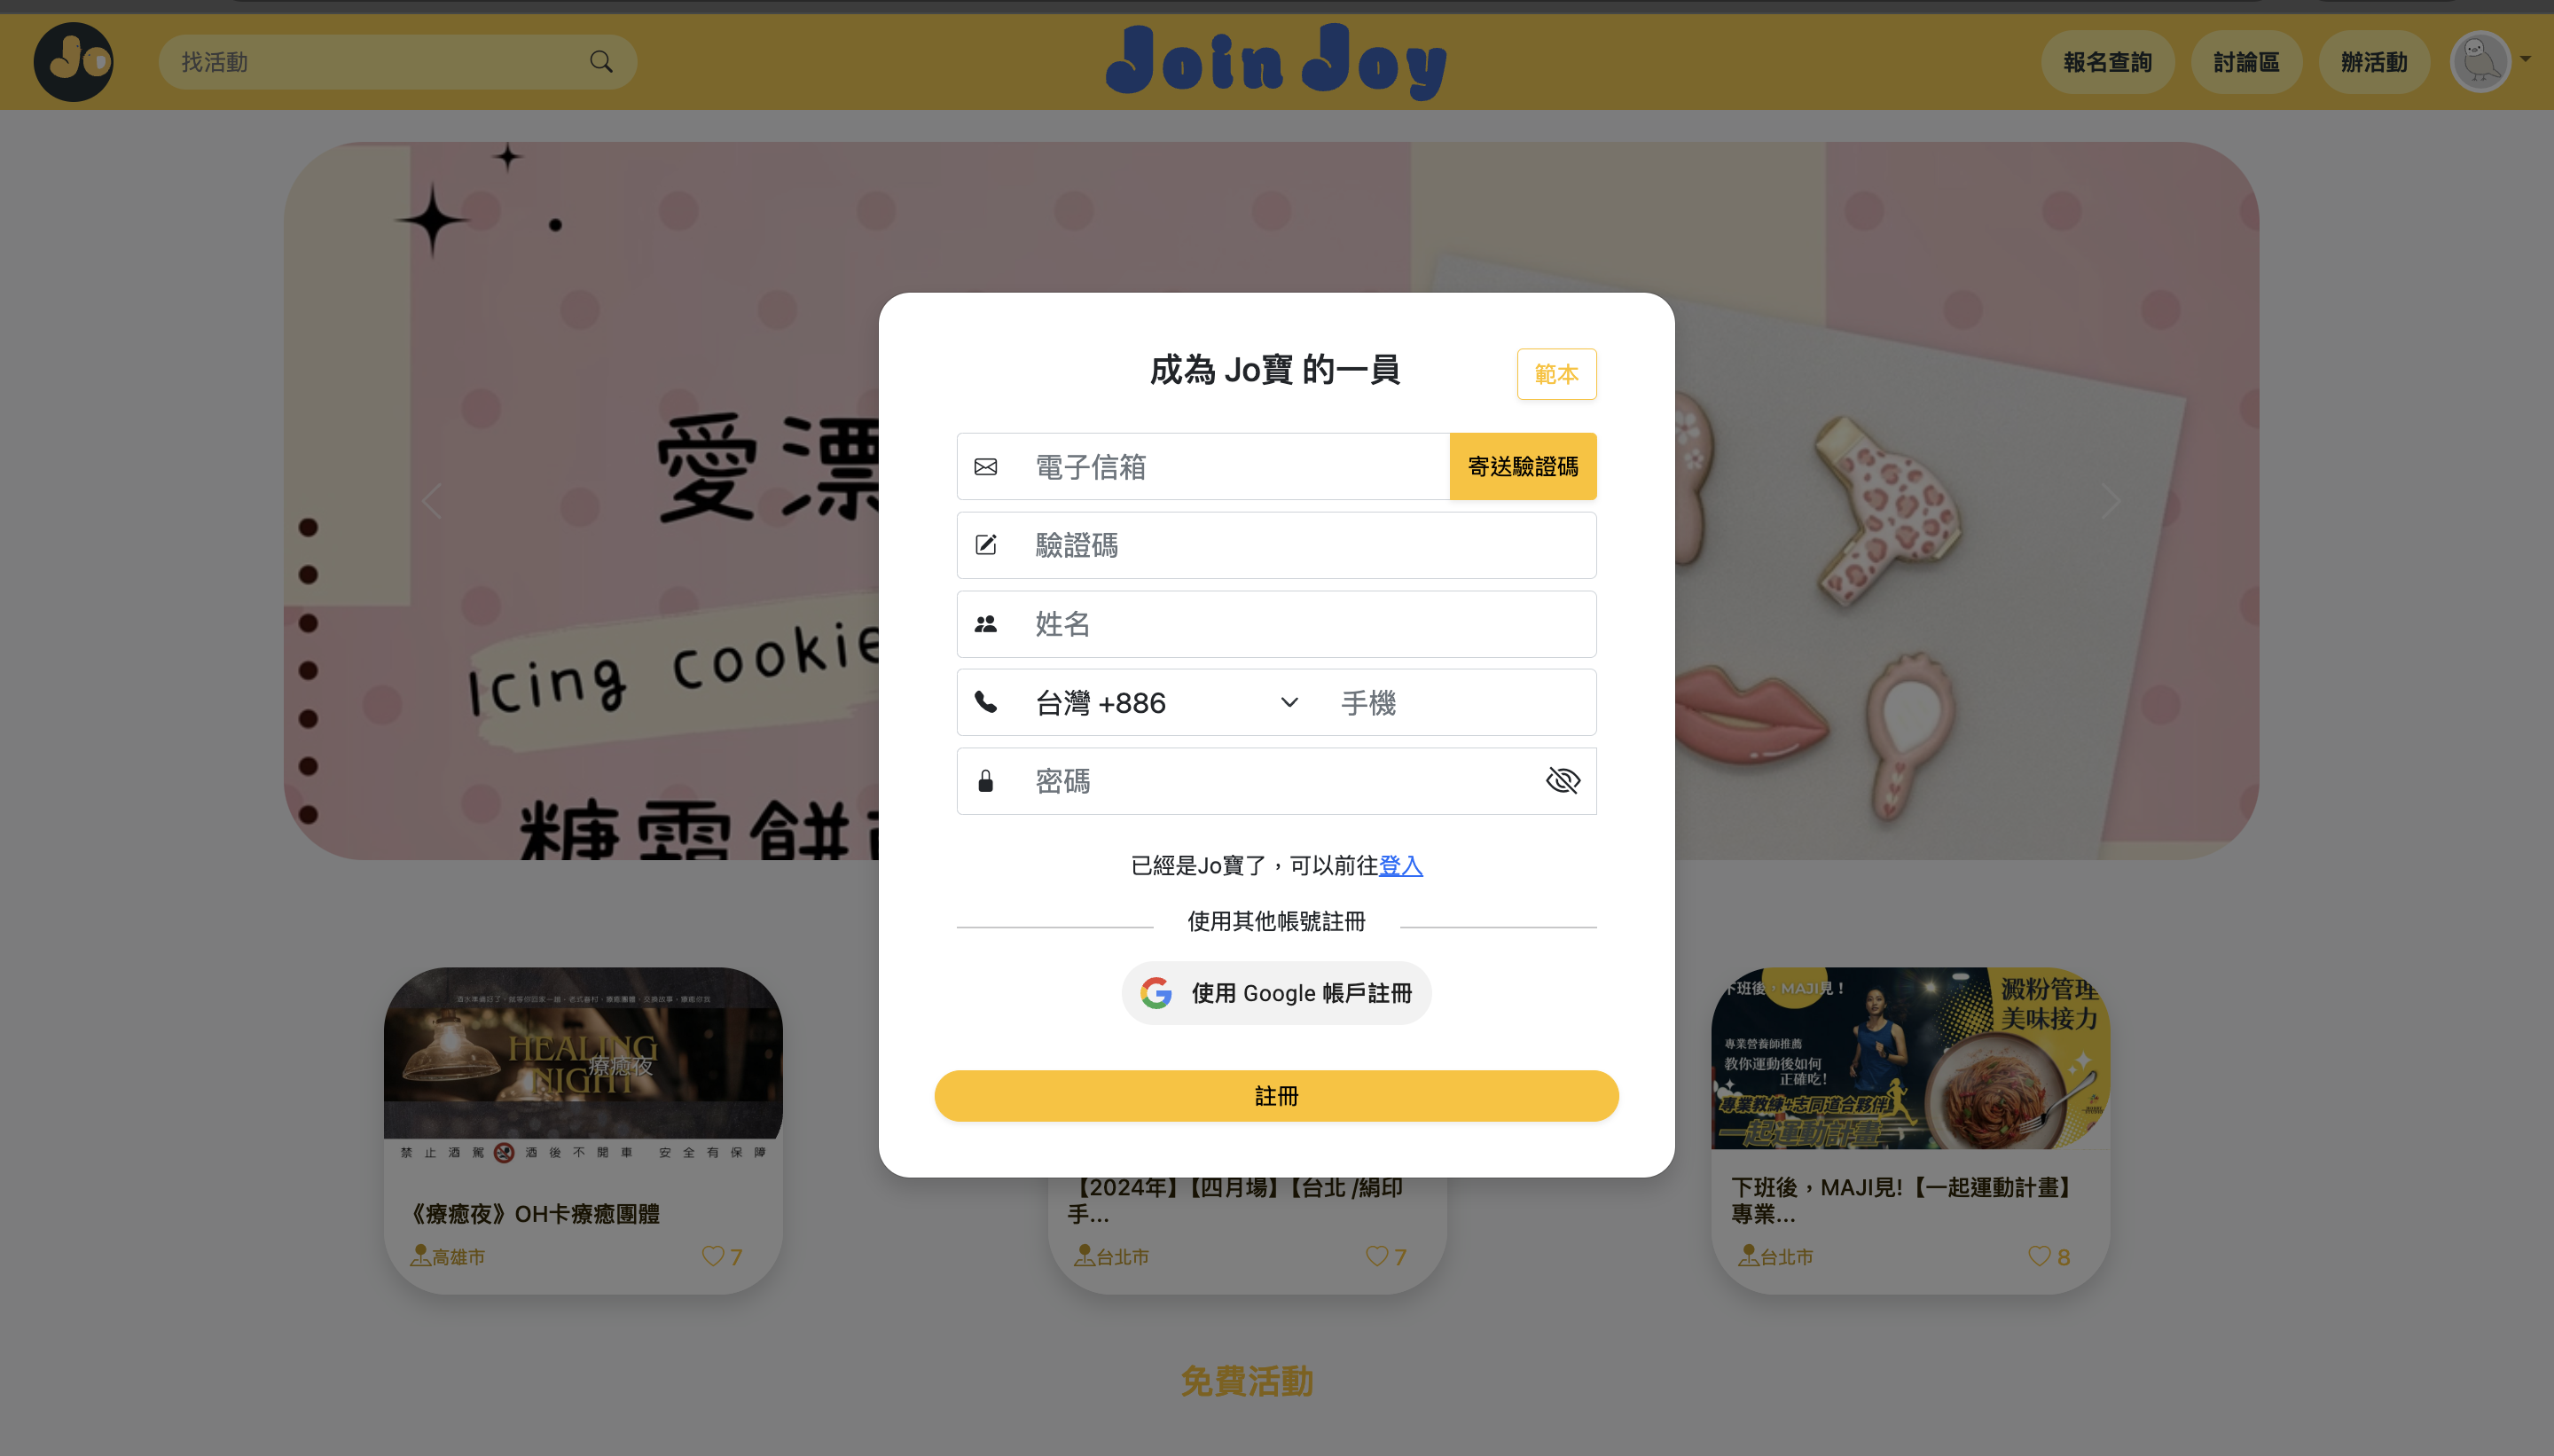 Jo
找活動
Join Joy
報名查詢
討論區
辦活動
愛漂
Icing cookie
糖霜餅
成為 Jo寶 的一員
範本
電子信箱
寄送驗證碼
驗證碼
姓名
台灣 +886
手機
密碼
已經是Jo寶了，可以前往登入
使用其他帳號註冊
使用 Google 帳戶註冊
註冊
HEALING
NIGHT
療癒夜
禁止酒駕 酒後不開車 安全有保障
《療癒夜》OH卡療癒團體
高雄市
7
【2024年】【四月場】【台北 /絹印
手...
台北市
7
下班後，MAJI見！
澱粉管理
美味接力
專業營養師推薦
教你運動後如何
正確吃!
專業教練+志同道合夥伴
一起運動計畫
下班後，MAJI見!【一起運動計畫】
專業...
台北市
8
免費活動